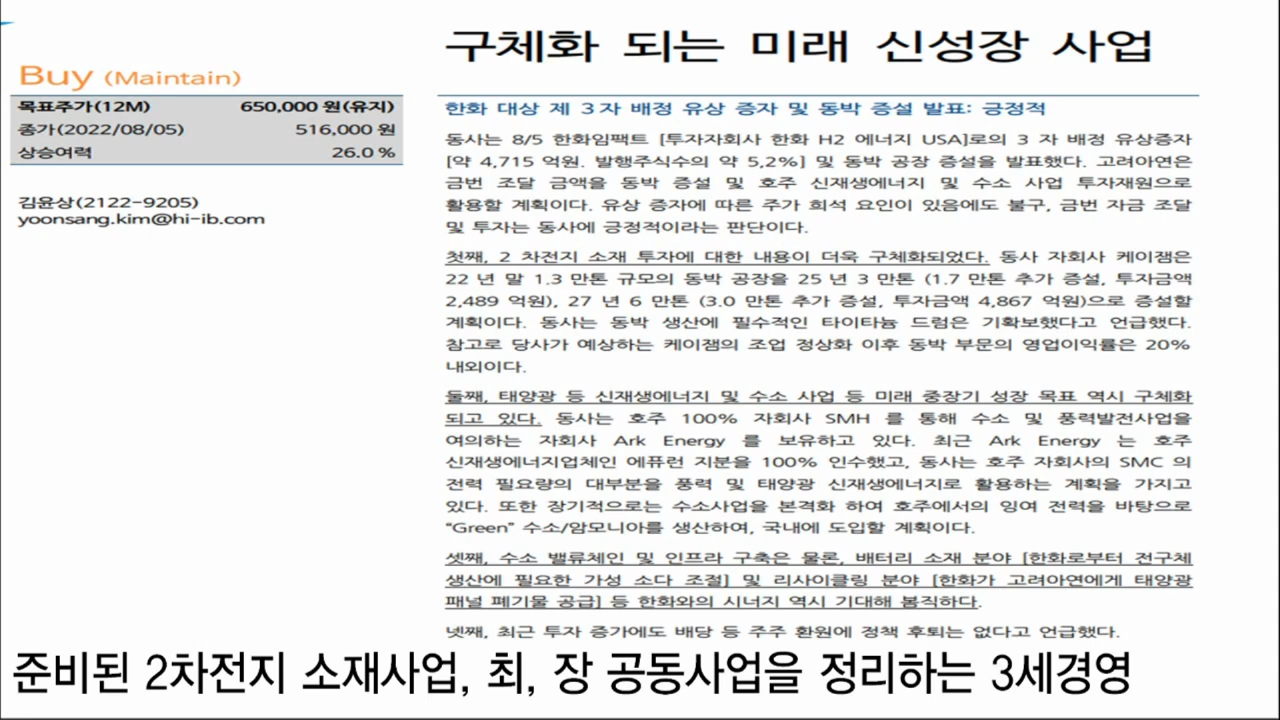 구체화 되는 미래 신성장 사업
Buy (Maintain)
목표주가(12M) 650,000 원(유지)
종가(2022/08/05) 516,000 원
상승여력 26.0 %
김윤상(2122-9205)
yoonsang.kim@hi-ib.com
한화 대상 제 3자 배정 유상 증자 및 동박 증설 발표: 긍정적
동사는 8/5 한화임팩트 [투자자회사 한화 H2 에너지 USA]로의 3 자 배정 유상증자
[약 4,715 억원. 발행주식수의 약 5,2%] 및 동박 공장 증설을 발표했다. 고려아연은
금번 조달 금액을 동박 증설 및 호주 신재생에너지 및 수소 사업 투자재원으로
활용할 계획이다. 유상 증자에 따른 주가 희석 요인이 있음에도 불구, 금번 자금 조달
및 투자는 동사에 긍정적이라는 판단이다.
첫째, 2 차전지 소재 투자에 대한 내용이 더욱 구체화되었다. 동사 자회사 케이잼은
22 년 말 1.3 만톤 규모의 동박 공장을 25 년 3 만톤 (1.7 만톤 추가 증설, 투자금액
2,489 억원), 27 년 6 만톤 (3.0 만톤 추가 증설, 투자금액 4,867 억원)으로 증설할
계획이다. 동사는 동박 생산에 필수적인 타이타늄 드럼은 기확보했다고 언급했다.
참고로 당사가 예상하는 케이잼의 조업 정상화 이후 동박 부문의 영업이익률은 20%
내외이다.
둘째, 태양광 등 신재생에너지 및 수소 사업 등 미래 중장기 성장 목표 역시 구체화
되고 있다. 동사는 호주 100% 자회사 SMH 를 통해 수소 및 풍력발전사업을
여의하는 자회사 Ark Energy 를 보유하고 있다. 최근 Ark Energy 는 호주
신재생에너지업체인 에퓨런 지분을 100% 인수했고, 동사는 호주 자회사의 SMC 의
전력 필요량의 대부분을 풍력 및 태양광 신재생에너지로 활용하는 계획을 가지고
있다. 또한 장기적으로는 수소사업을 본격화 하여 호주에서의 잉여 전력을 바탕으로
“Green” 수소/암모니아를 생산하여, 국내에 도입할 계획이다.
셋째, 수소 밸류체인 및 인프라 구축은 물론, 배터리 소재 분야 [한화로부터 전구체
생산에 필요한 가성 소다 조절] 및 리사이클링 분야 [한화가 고려아연에게 태양광
패널 폐기물 공급] 등 한화와의 시너지 역시 기대해 봄직하다.
넷째, 최근 투자 증가에도 배당 등 주주 환원에 정책 후퇴는 없다고 언급했다.
준비된 2차전지 소재사업, 최, 장 공동사업을 정리하는 3세경영